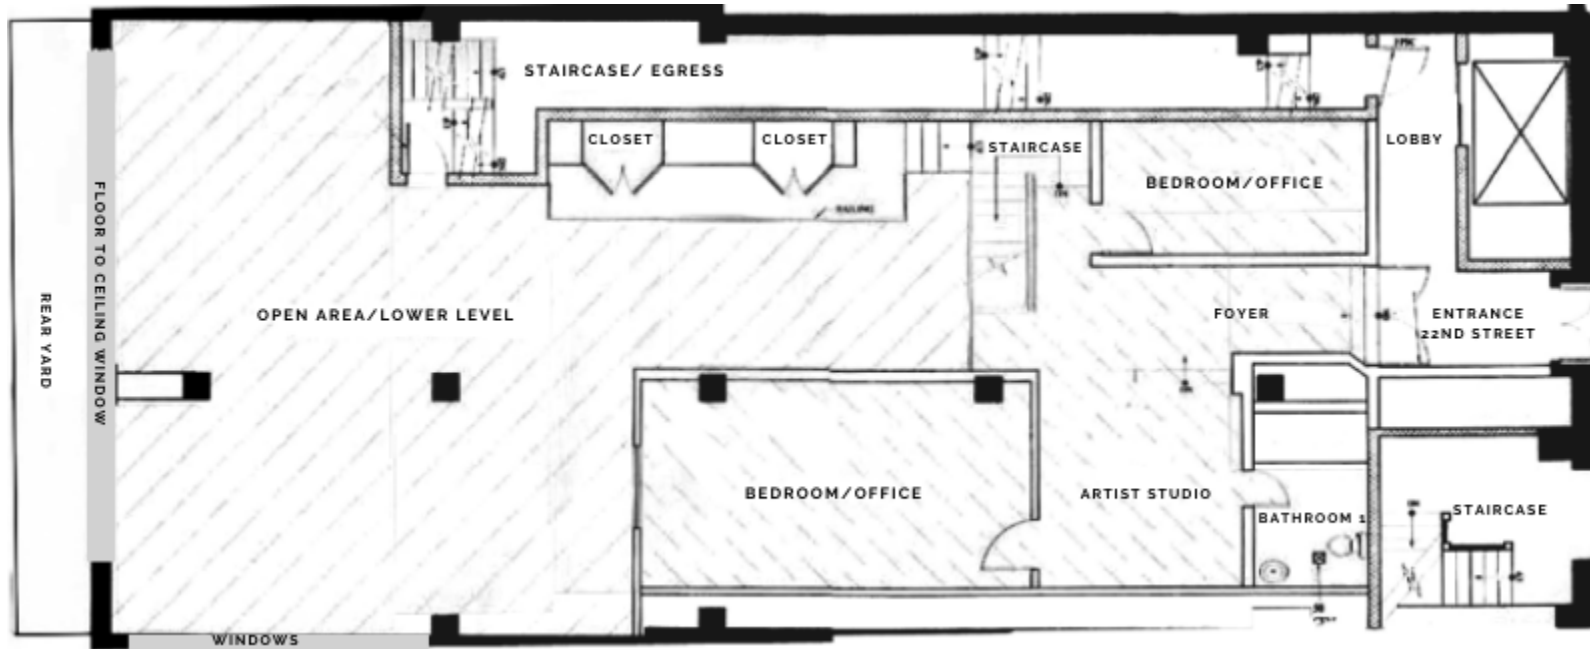 STAIRCASE/ EGRESS
CLOSET
CLOSET
STAIRCASE
LOBBY
BEDROOM/OFFICE
RAILING
FLOOR TO CEILING WINDOW
REAR YARD
OPEN AREA/LOWER LEVEL
FOYER
ENTRANCE
22ND STREET
BEDROOM/OFFICE
ARTIST STUDIO
BATHROOM 1
STAIRCASE
WINDOWS